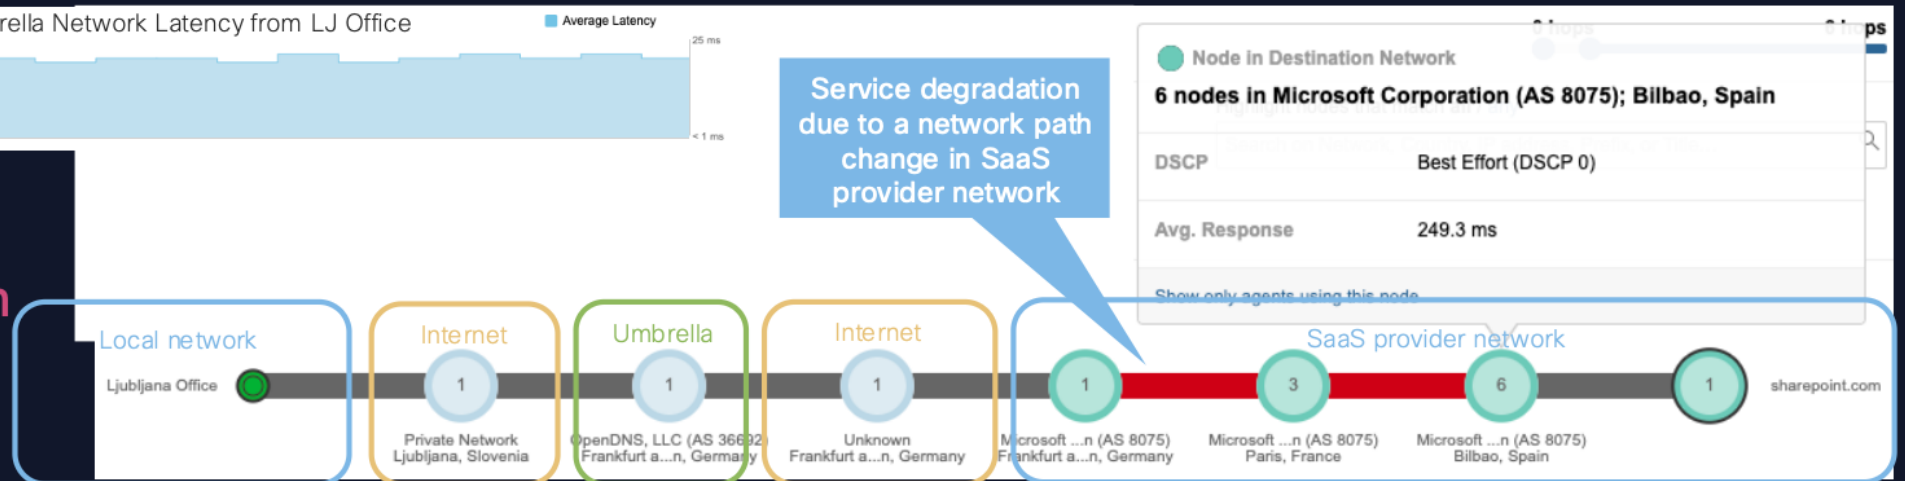 rella Network Latency from LJ Office
Average Latency
25 ms
< 1 ms
Service degradation
due to a network path
change in SaaS
provider network
0 hops
6 hops
Node in Destination Network
6 nodes in Microsoft Corporation (AS 8075); Bilbao, Spain
DSCP
Best Effort (DSCP 0)
Avg. Response
249.3 ms
Show only agents using this node
Local network
Internet
Umbrella
Internet
SaaS provider network
Ljubljana Office
1
1
1
1
3
6
1
sharepoint.com
Private Network
Ljubljana, Slovenia
OpenDNS, LLC (AS 36692)
Frankfurt a...n, Germany
Unknown
Frankfurt a...n, Germany
Microsoft ...n (AS 8075)
Frankfurt a...n, Germany
Microsoft ...n (AS 8075)
Paris, France
Microsoft ...n (AS 8075)
Bilbao, Spain